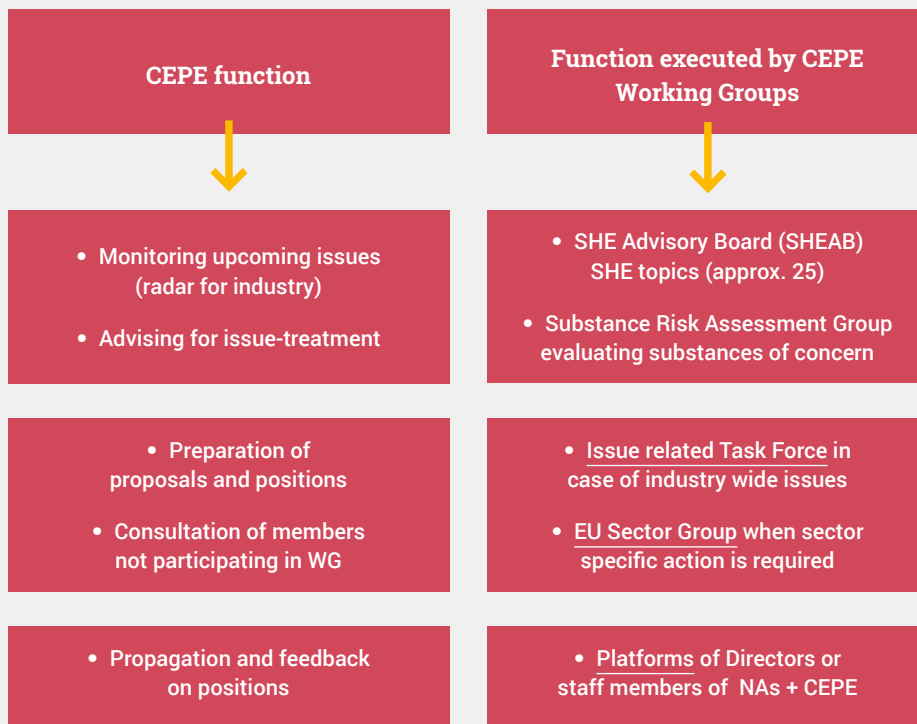 CEPE function
Function executed by CEPE
Working Groups
• Monitoring upcoming issues
(radar for industry)
• Advising for issue-treatment
• SHE Advisory Board (SHEAB)
SHE topics (approx. 25)
• Substance Risk Assessment Group
evaluating substances of concern
• Preparation of
proposals and positions
• Consultation of members
not participating in WG
• Issue related Task Force in
case of industry wide issues
• EU Sector Group when sector
specific action is required
• Propagation and feedback
on positions
• Platforms of Directors or
staff members of NAs + CEPE